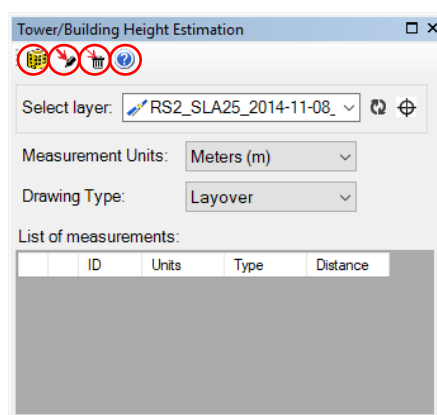 Tower/Building Height Estimation
Select layer: RS2_SLA25_2014-11-08_
Measurement Units: Meters (m)
Drawing Type: Layover
List of measurements:
ID Units Type Distance